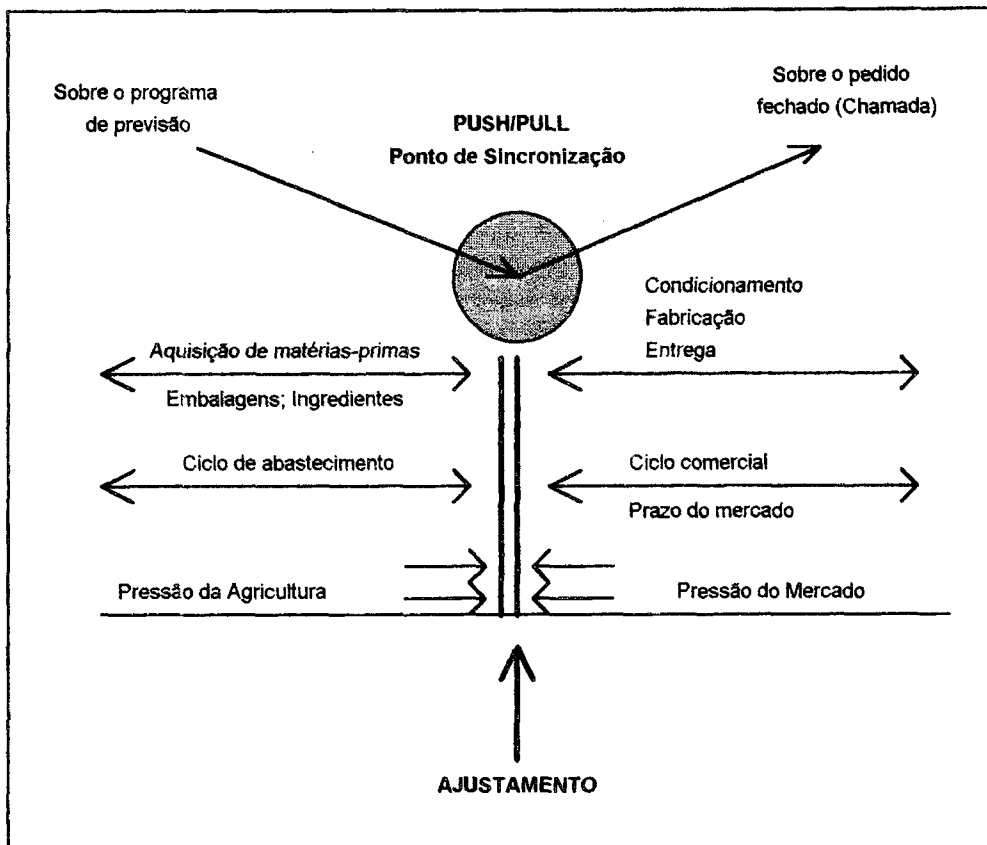 Sobre o programa
de previsão
PUSH/PULL
Ponto de Sincronização
Sobre o pedido
fechado (Chamada)
Condicionamento
Fabricação
Entrega
Aquisição de matérias-primas
Embalagens; Ingredientes
Ciclo de abastecimento
Ciclo comercial
Prazo do mercado
Pressão da Agricultura
Pressão do Mercado
AJUSTAMENTO